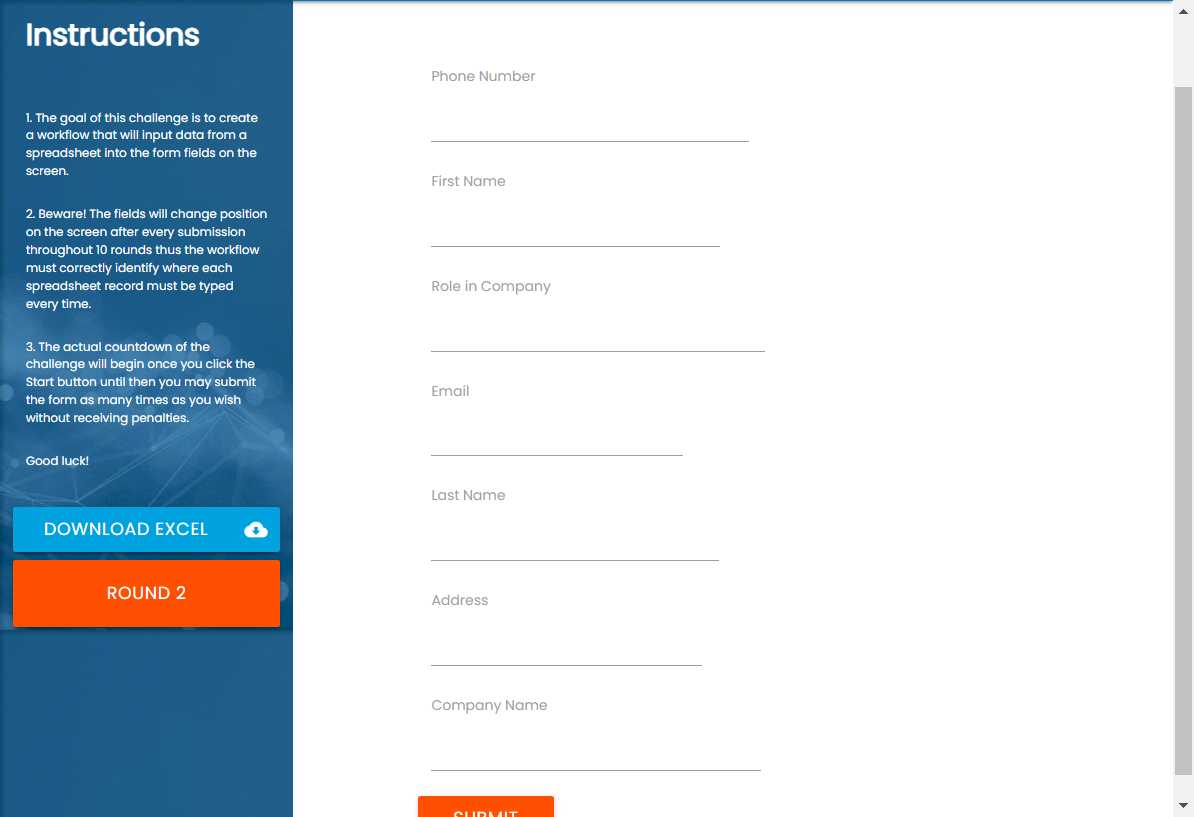 Instructions
1. The goal of this challenge is to create
a workflow that will input data from a
spreadsheet into the form fields on the
screen.
2. Beware! The fields will change position
on the screen after every submission
throughout 10 rounds thus the workflow
must correctly identify where each
spreadsheet record must be typed
every time.
3. The actual countdown of the
challenge will begin once you click the
Start button until then you may submit
the form as many times as you wish
without receiving penalties.
Good luck!
DOWNLOAD EXCEL
ROUND 2
Phone Number
First Name
Role in Company
Email
Last Name
Address
Company Name
SUBMIT